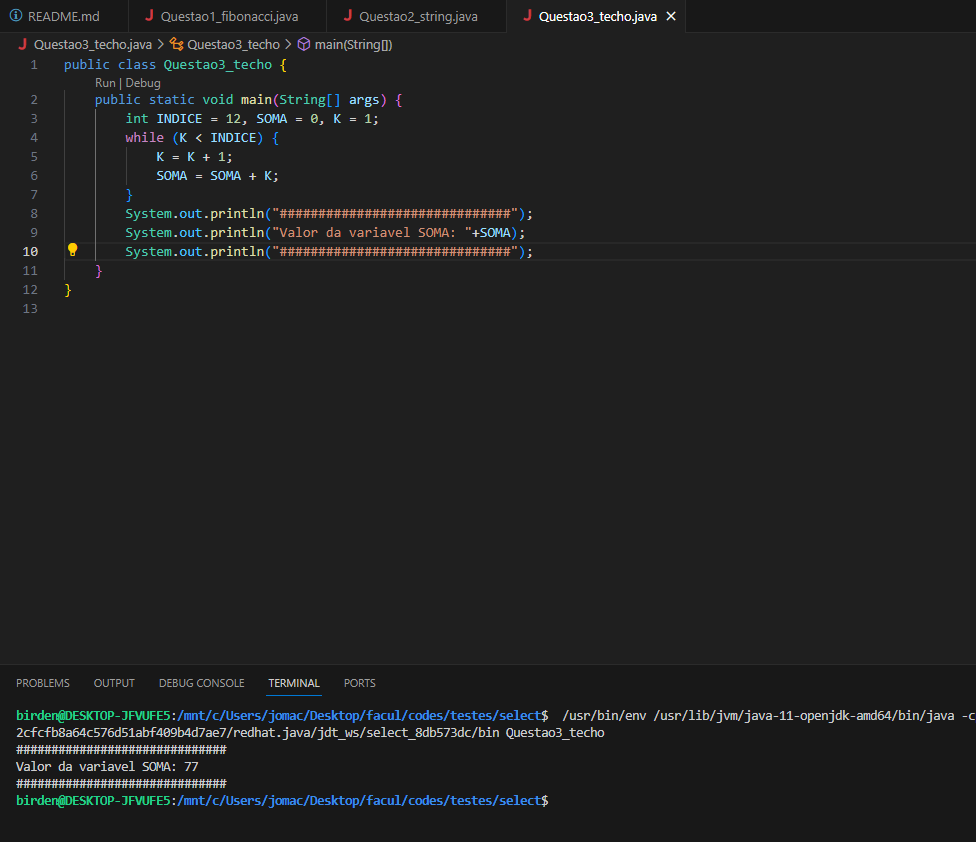 README.md Questao1_fibonacci.java Questao2_string.java Questao3_techo.java
Questao3_techo.java > Questao3_techo > main(String[])
1 public class Questao3_techo {
Run | Debug
2 public static void main(String[] args) {
3 int INDICE = 12, SOMA = 0, K = 1;
4 while (K < INDICE) {
5 K = K + 1;
6 SOMA = SOMA + K;
7 }
8 System.out.println("##############################");
9 System.out.println("Valor da variavel SOMA: "+SOMA);
10 System.out.println("##############################");
11 }
12 }
13
PROBLEMS OUTPUT DEBUG CONSOLE TERMINAL PORTS
birden@DESKTOP-JFVUFE5:/mnt/c/Users/jomac/Desktop/facul/codes/testes/select$ /usr/bin/env /usr/lib/jvm/java-11-openjdk-amd64/bin/java -c
2cfcfb8a64c576d51abf409b4d7ae7/redhat.java/jdt_ws/select_8db573dc/bin Questao3_techo
##############################
Valor da variavel SOMA: 77
##############################
birden@DESKTOP-JFVUFE5:/mnt/c/Users/jomac/Desktop/facul/codes/testes/select$